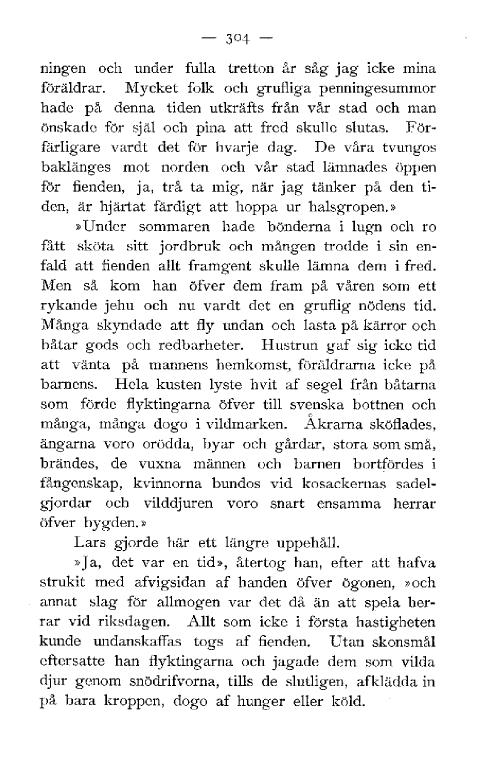 — 304 —
ningen och under fulla tretton år såg jag icke mina
föräldrar. Mycket folk och grufliga penningesummor
hade på denna tiden utkräfts från vår stad och man
önskade för själ och pina att fred skulle slutas. För-
färligare vardt det för hvarje dag. De våra tvungos
baklänges mot norden och vår stad lämnades öppen
för fienden, ja, trå ta mig, när jag tänker på den ti-
den, är hjärtat färdigt att hoppa ur halsgropen.»
»Under sommaren hade bönderna i lugn och ro
fått sköta sitt jordbruk och mången trodde i sin en-
fald att fienden allt framgent skulle lämna dem i fred.
Men så kom han öfver dem fram på våren som ett
rykande jehu och nu vardt det en gruflig nödens tid.
Många skyndade att fly undan och lasta på kärror och
båtar gods och redbarheter. Hustrun gaf sig icke tid
att vänta på mannens hemkomst, föräldrarna icke på
barnens. Hela kusten lyste hvit af segel från båtarna
som förde flyktingarna öfver till svenska bottnen och
många, många dogo i vildmarken. Åkrarna sköflades,
ängarna voro orödda, byar och gårdar, stora som små,
brändes, de vuxna männen och barnen bortfördes i
fångenskap, kvinnorna bundos vid kosackernas sadel-
gjordar och vilddjuren voro snart ensamma herrar
öfver bygden.»
Lars gjorde här ett längre uppehåll.
»Ja, det var en tid», återtog han, efter att hafva
strukit med afvigsidan af handen öfver ögonen, »och
annat slag för allmogen var det då än att spela her-
rar vid riksdagen. Allt som icke i första hastigheten
kunde undanskaffas togs af fienden. Utan skonsmål
eftersatte han flyktingarna och jagade dem som vilda
djur genom snödrifvorna, tills de slutligen, afklädda in
på bara kroppen, dogo af hunger eller köld.